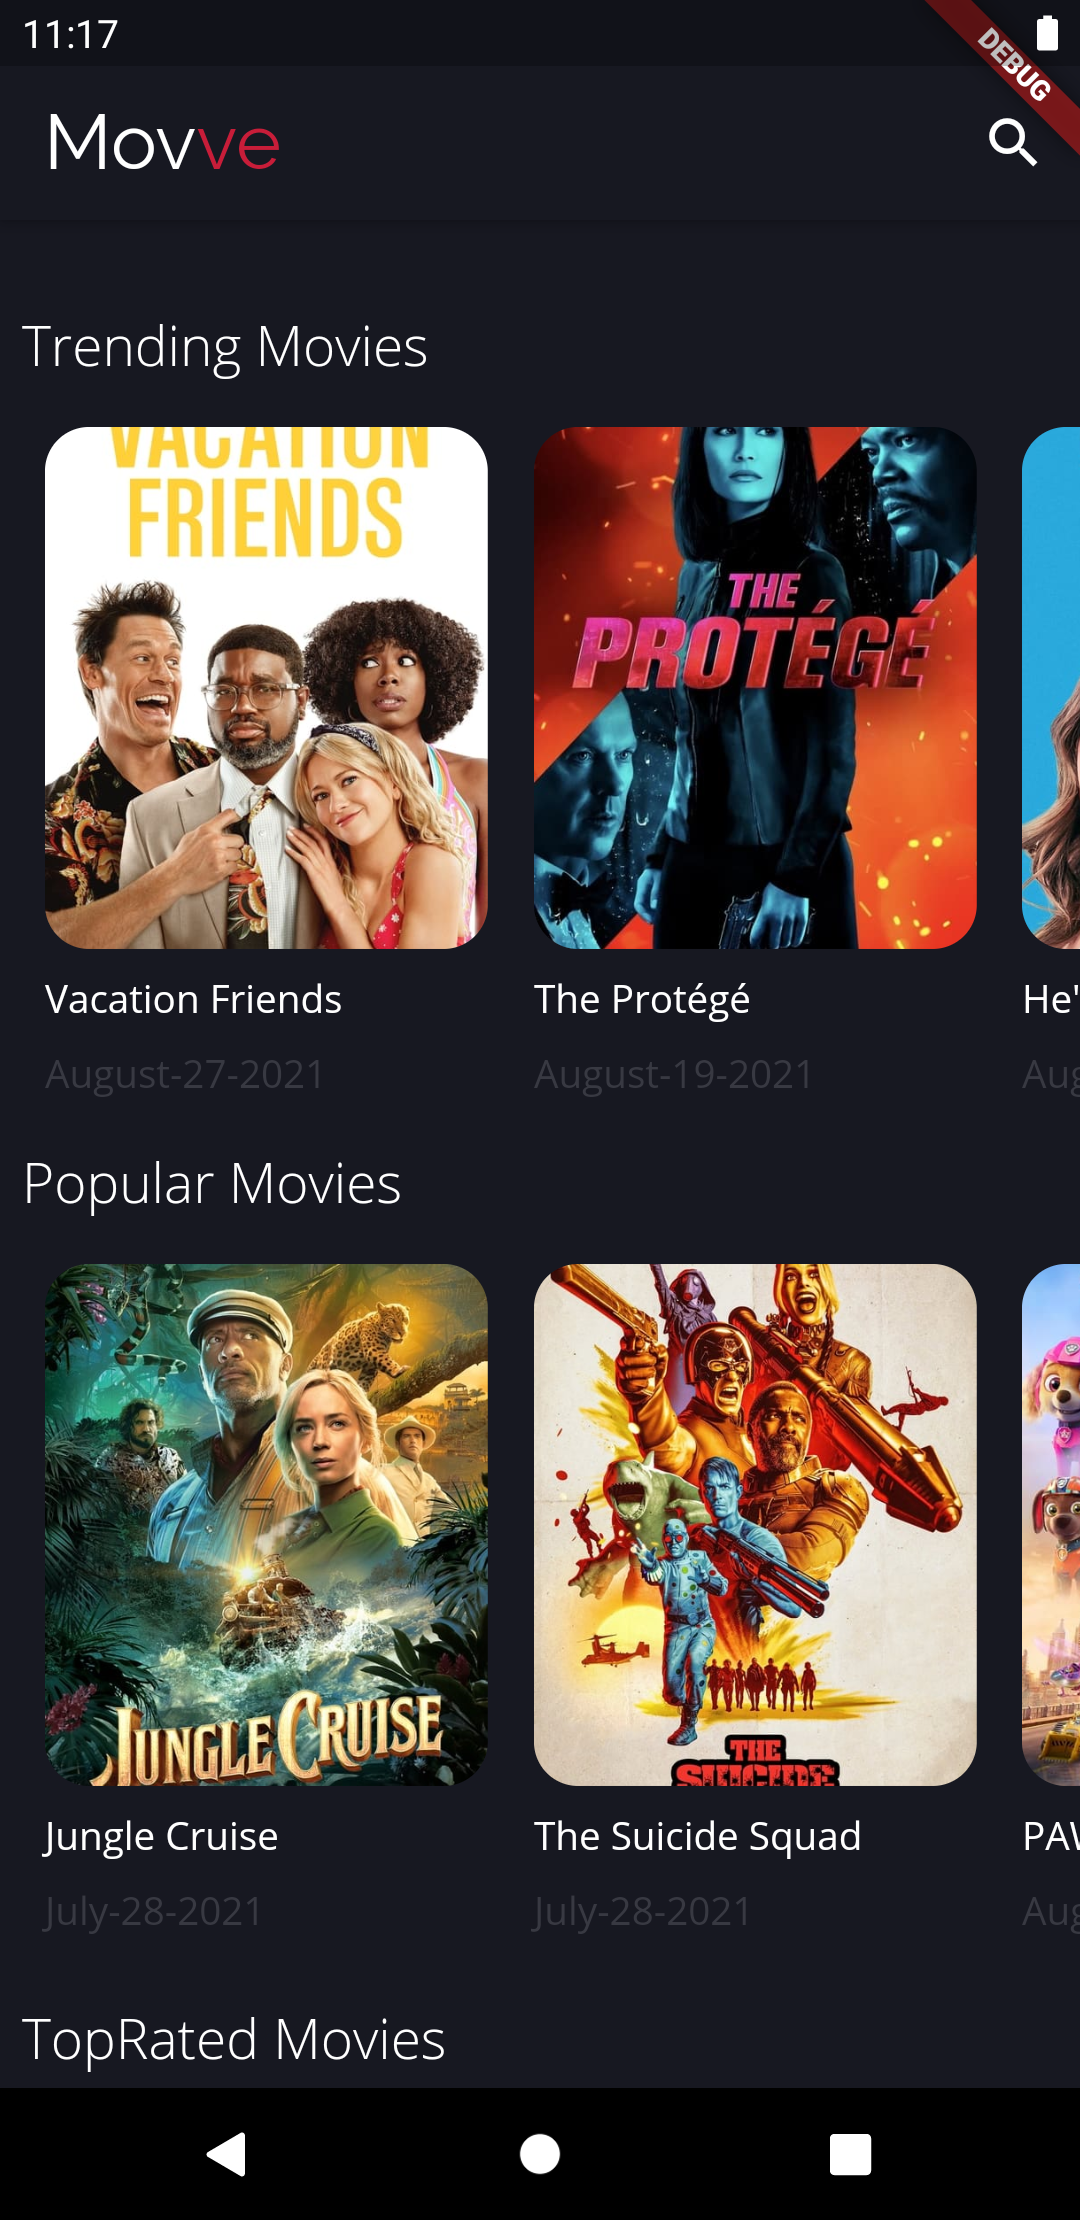 11:17
DEBUG
Movve
Trending Movies
VACATION
FRIENDS
THE
PROTÉGÉ
Vacation Friends
The Protégé
He'
August-27-2021
August-19-2021
Aug
Popular Movies
JUNGLE CRUISE
THE
SUICIDE
Jungle Cruise
The Suicide Squad
PAW
July-28-2021
July-28-2021
Aug
TopRated Movies